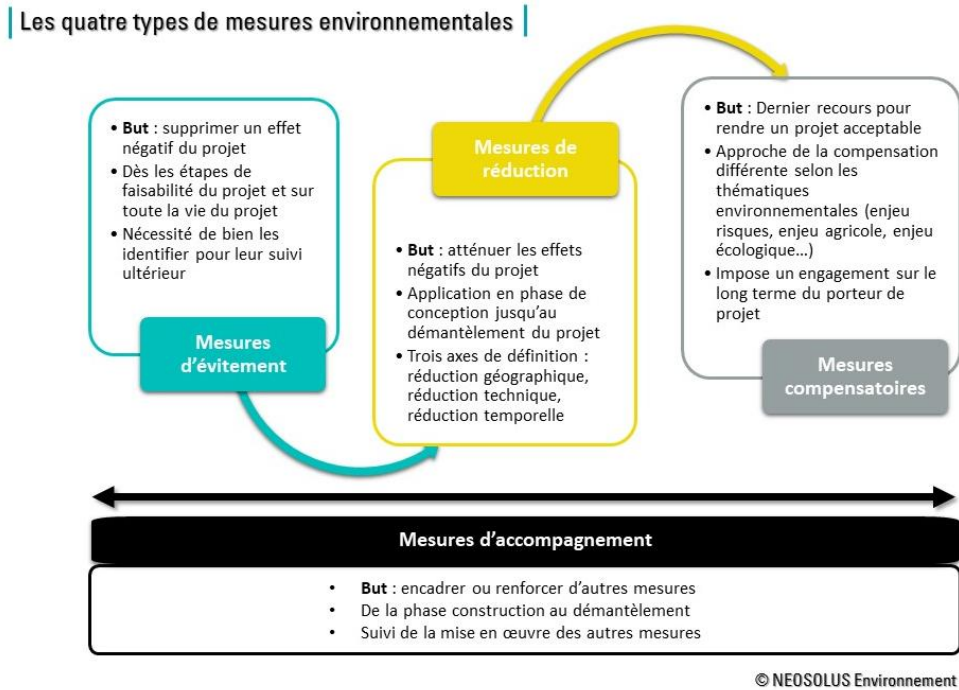 Les quatre types de mesures environnementales
• But : supprimer un effet
négatif du projet
• Dès les étapes de
faisabilité du projet et sur
toute la vie du projet
• Nécessité de bien les
identifier pour leur suivi
ultérieur
Mesures
d'évitement
Mesures de
réduction
• But : atténuer les effets
négatifs du projet
• Application en phase de
conception jusqu'au
démantèlement du projet
• Trois axes de définition :
réduction géographique,
réduction technique,
réduction temporelle
• But : Dernier recours pour
rendre un projet acceptable
• Approche de la compensation
différente selon les
thématiques
environnementales (enjeu
risques, enjeu agricole, enjeu
écologique…)
• Impose un engagement sur le
long terme du porteur de
projet
Mesures
compensatoires
Mesures d'accompagnement
• But : encadrer ou renforcer d'autres mesures
• De la phase construction au démantèlement
• Suivi de la mise en œuvre des autres mesures
© NEOSOLUS Environnement